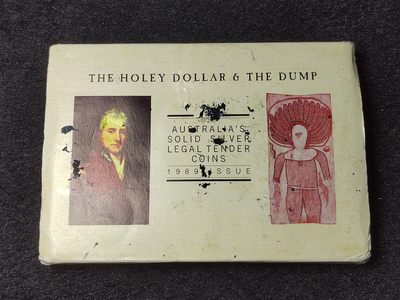 THE HOLEY DOLLAR & THE DUMP
AUSTRALIA'S
SOLID SILVER
LEGAL TENDER
COINS
1989 ISSUE